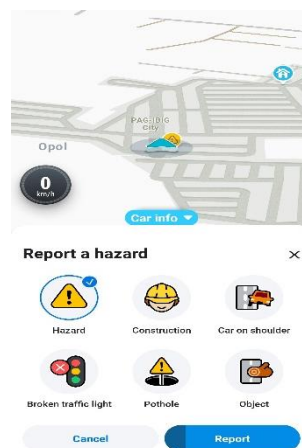 PAG-IBIG
City
Opol
0
km/h
Car info
Report a hazard
Hazard
Construction
Car on shoulder
Broken traffic light
Pothole
Object
Cancel
Report